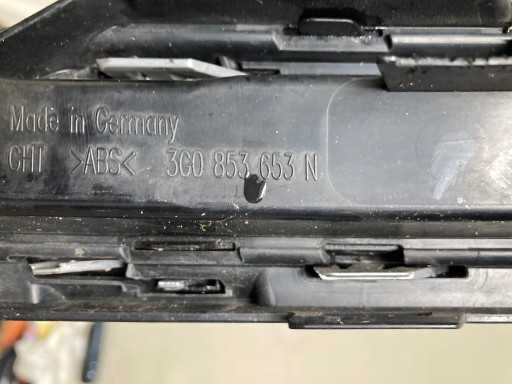 Made in Germany
CHT >ABS< 3G0 853 653 N